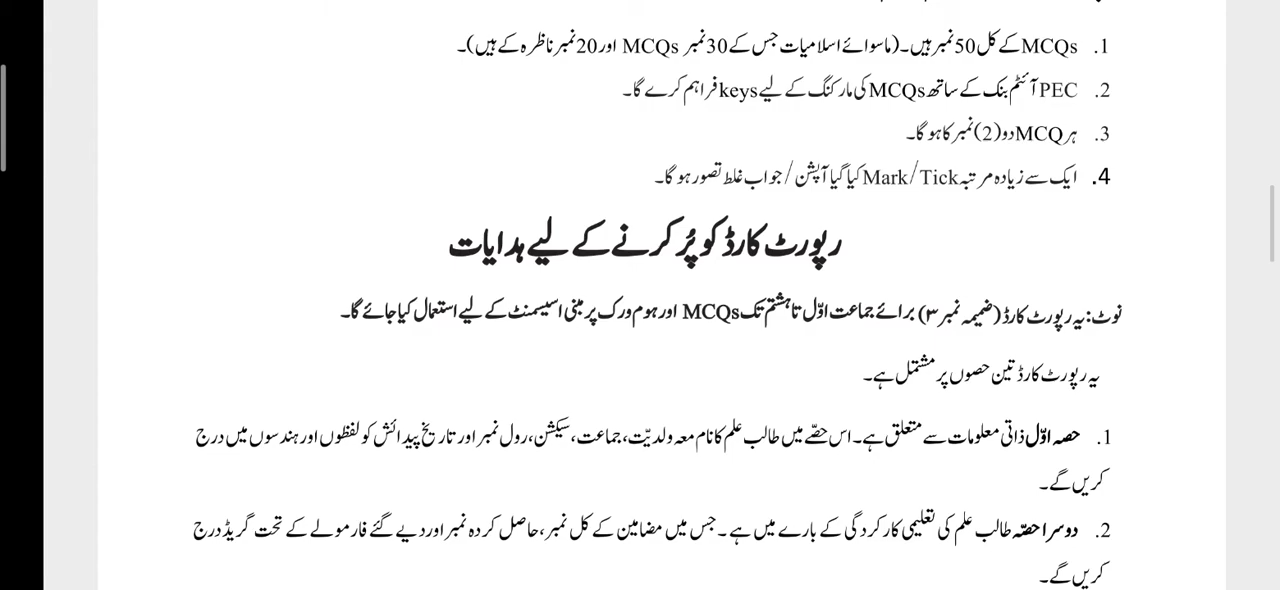 1. MCQs کے کل 50 نمبر ہیں۔ (ماسوائے اسلامیات جس کے 30 نمبر MCQs اور 20 نمبر ناظرہ کے ہیں)۔
2. PEC آئٹم بنک کے ساتھ MCQs کی مارکنگ کے لیے keys فراہم کرے گا۔
3. ہر MCQ دو (2) نمبر کا ہو گا۔
4. ایک سے زیادہ مرتبہ Mark/Tick کیا گیا آپشن / جواب غلط تصور ہو گا۔
رپورٹ کارڈ کو پُر کرنے کے لیے ہدایات
نوٹ: یہ رپورٹ کارڈ (ضمیمہ نمبر ۳) برائے جماعت اوّل تا ہشتم تک MCQs اور ہوم ورک پر مبنی اسیسمنٹ کے لیے استعمال کیا جائے گا۔
یہ رپورٹ کارڈ تین حصوں پر مشتمل ہے۔
1. حصہ اوّل ذاتی معلومات سے متعلق ہے۔ اس حصّے میں طالب علم کا نام معہ ولدیّت، جماعت، سیکشن، رول نمبر اور تاریخ پیدائش کو لفظوں اور ہندسوں میں درج
کریں گے۔
2. دوسرا حصّہ طالب علم کی تعلیمی کارکردگی کے بارے میں ہے ۔ جس میں مضامین کے کل نمبر، حاصل کردہ نمبر اور دیے گئے فارمولے کے تحت گریڈ درج
کریں گے۔